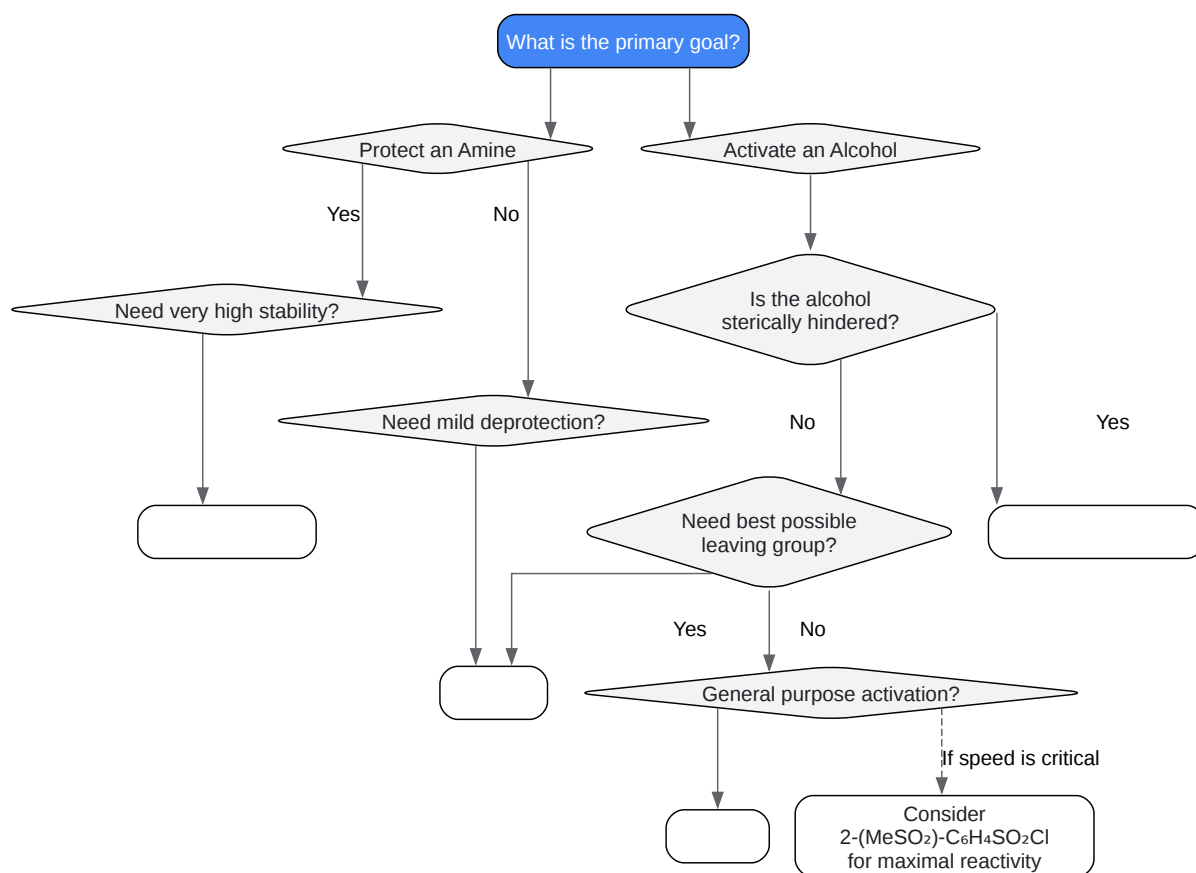 What is the primary goal?
Protect an Amine
Activate an Alcohol
Yes
No
Need very high stability?
Is the alcohol
sterically hindered?
Need mild deprotection?
No
Yes
Need best possible
leaving group?
Yes
No
General purpose activation?
If speed is critical
Consider
2-(MeSO₂)-C₆H₄SO₂Cl
for maximal reactivity